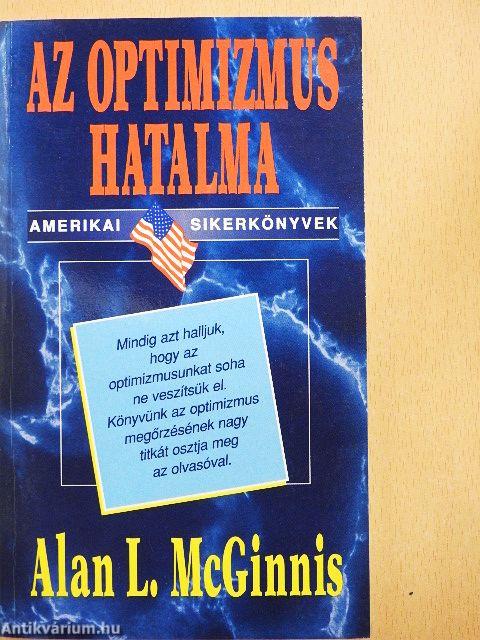 AZ OPTIMIZMUS
HATALMA
AMERIKAI SIKERKÖNYVEK
Mindig azt halljuk,
hogy az
optimizmusunkat soha
ne veszítsük el.
Könyvünk az optimizmus
megőrzésének nagy
titkát osztja meg
az olvasóval.
Alan L. McGinnis
Antikvárium.hu